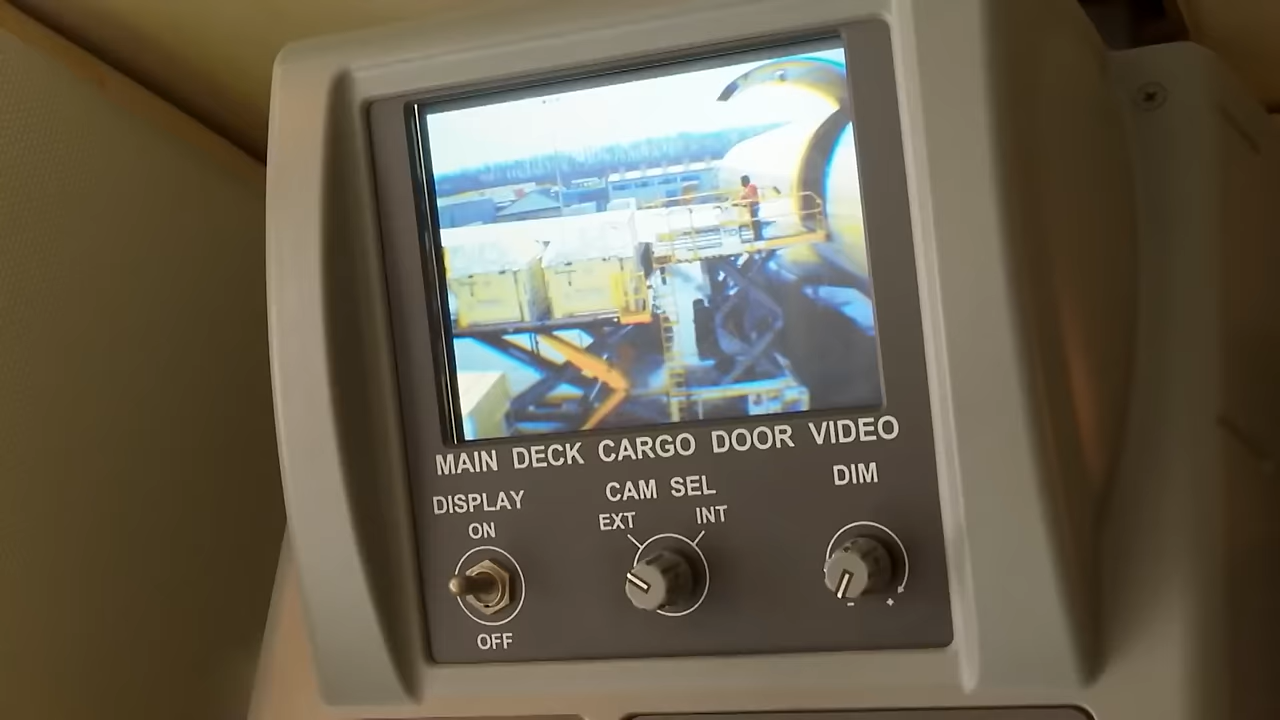 MAIN DECK CARGO DOOR VIDEO
DISPLAY CAM SEL DIM
ON EXT INT
OFF - +